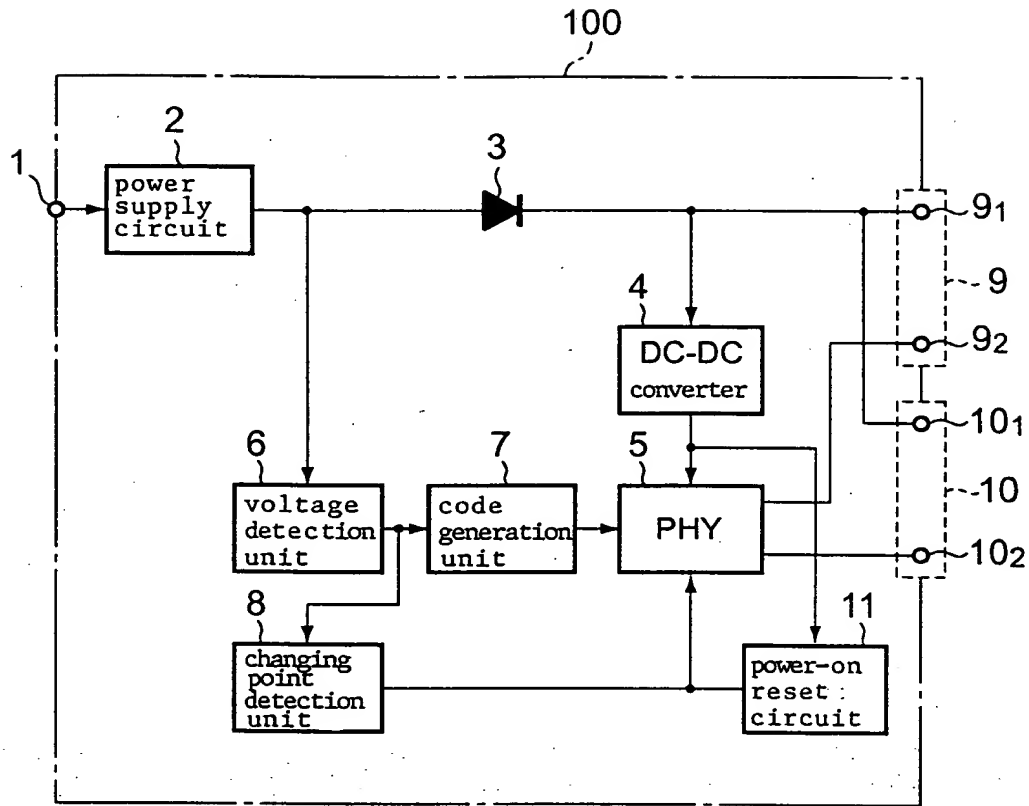 100
1
2
power
supply
circuit
3
91
9
92
4
DC-DC
converter
101
10
102
6
voltage
detection
unit
7
code
generation
unit
5
PHY
8
changing
point
detection
unit
11
power-on
reset :
circuit